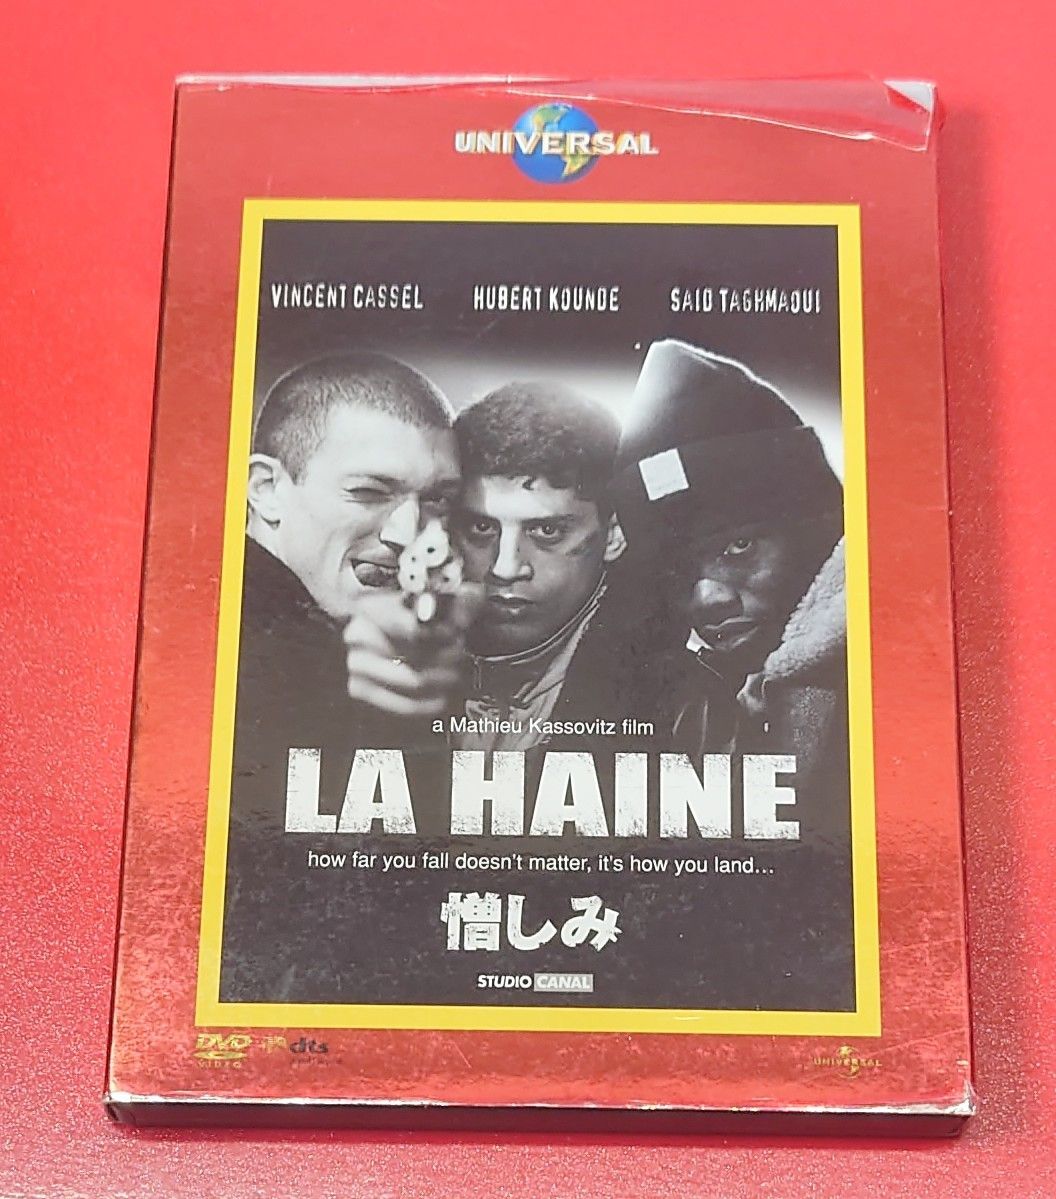 UNIVERSAL
VINCENT CASSEL HUBERT KOUNDE SAID TAGHMAOUI
a Mathieu Kassovitz film
LA HAINE
how far you fall doesn't matter, it's how you land...
憎しみ
STUDIO CANAL
DVD VIDEO dts UNIVERSAL